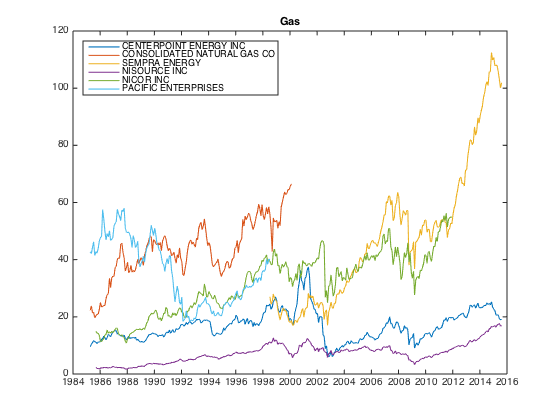 Gas
120
CENTERPOINT ENERGY INC
CONSOLIDATED NATURAL GAS CO
SEMPRA ENERGY
NISOURCE INC
NICOR INC
PACIFIC ENTERPRISES
100
80
60
40
20
0
1984 1986 1988 1990 1992 1994 1996 1998 2000 2002 2004 2006 2008 2010 2012 2014 2016